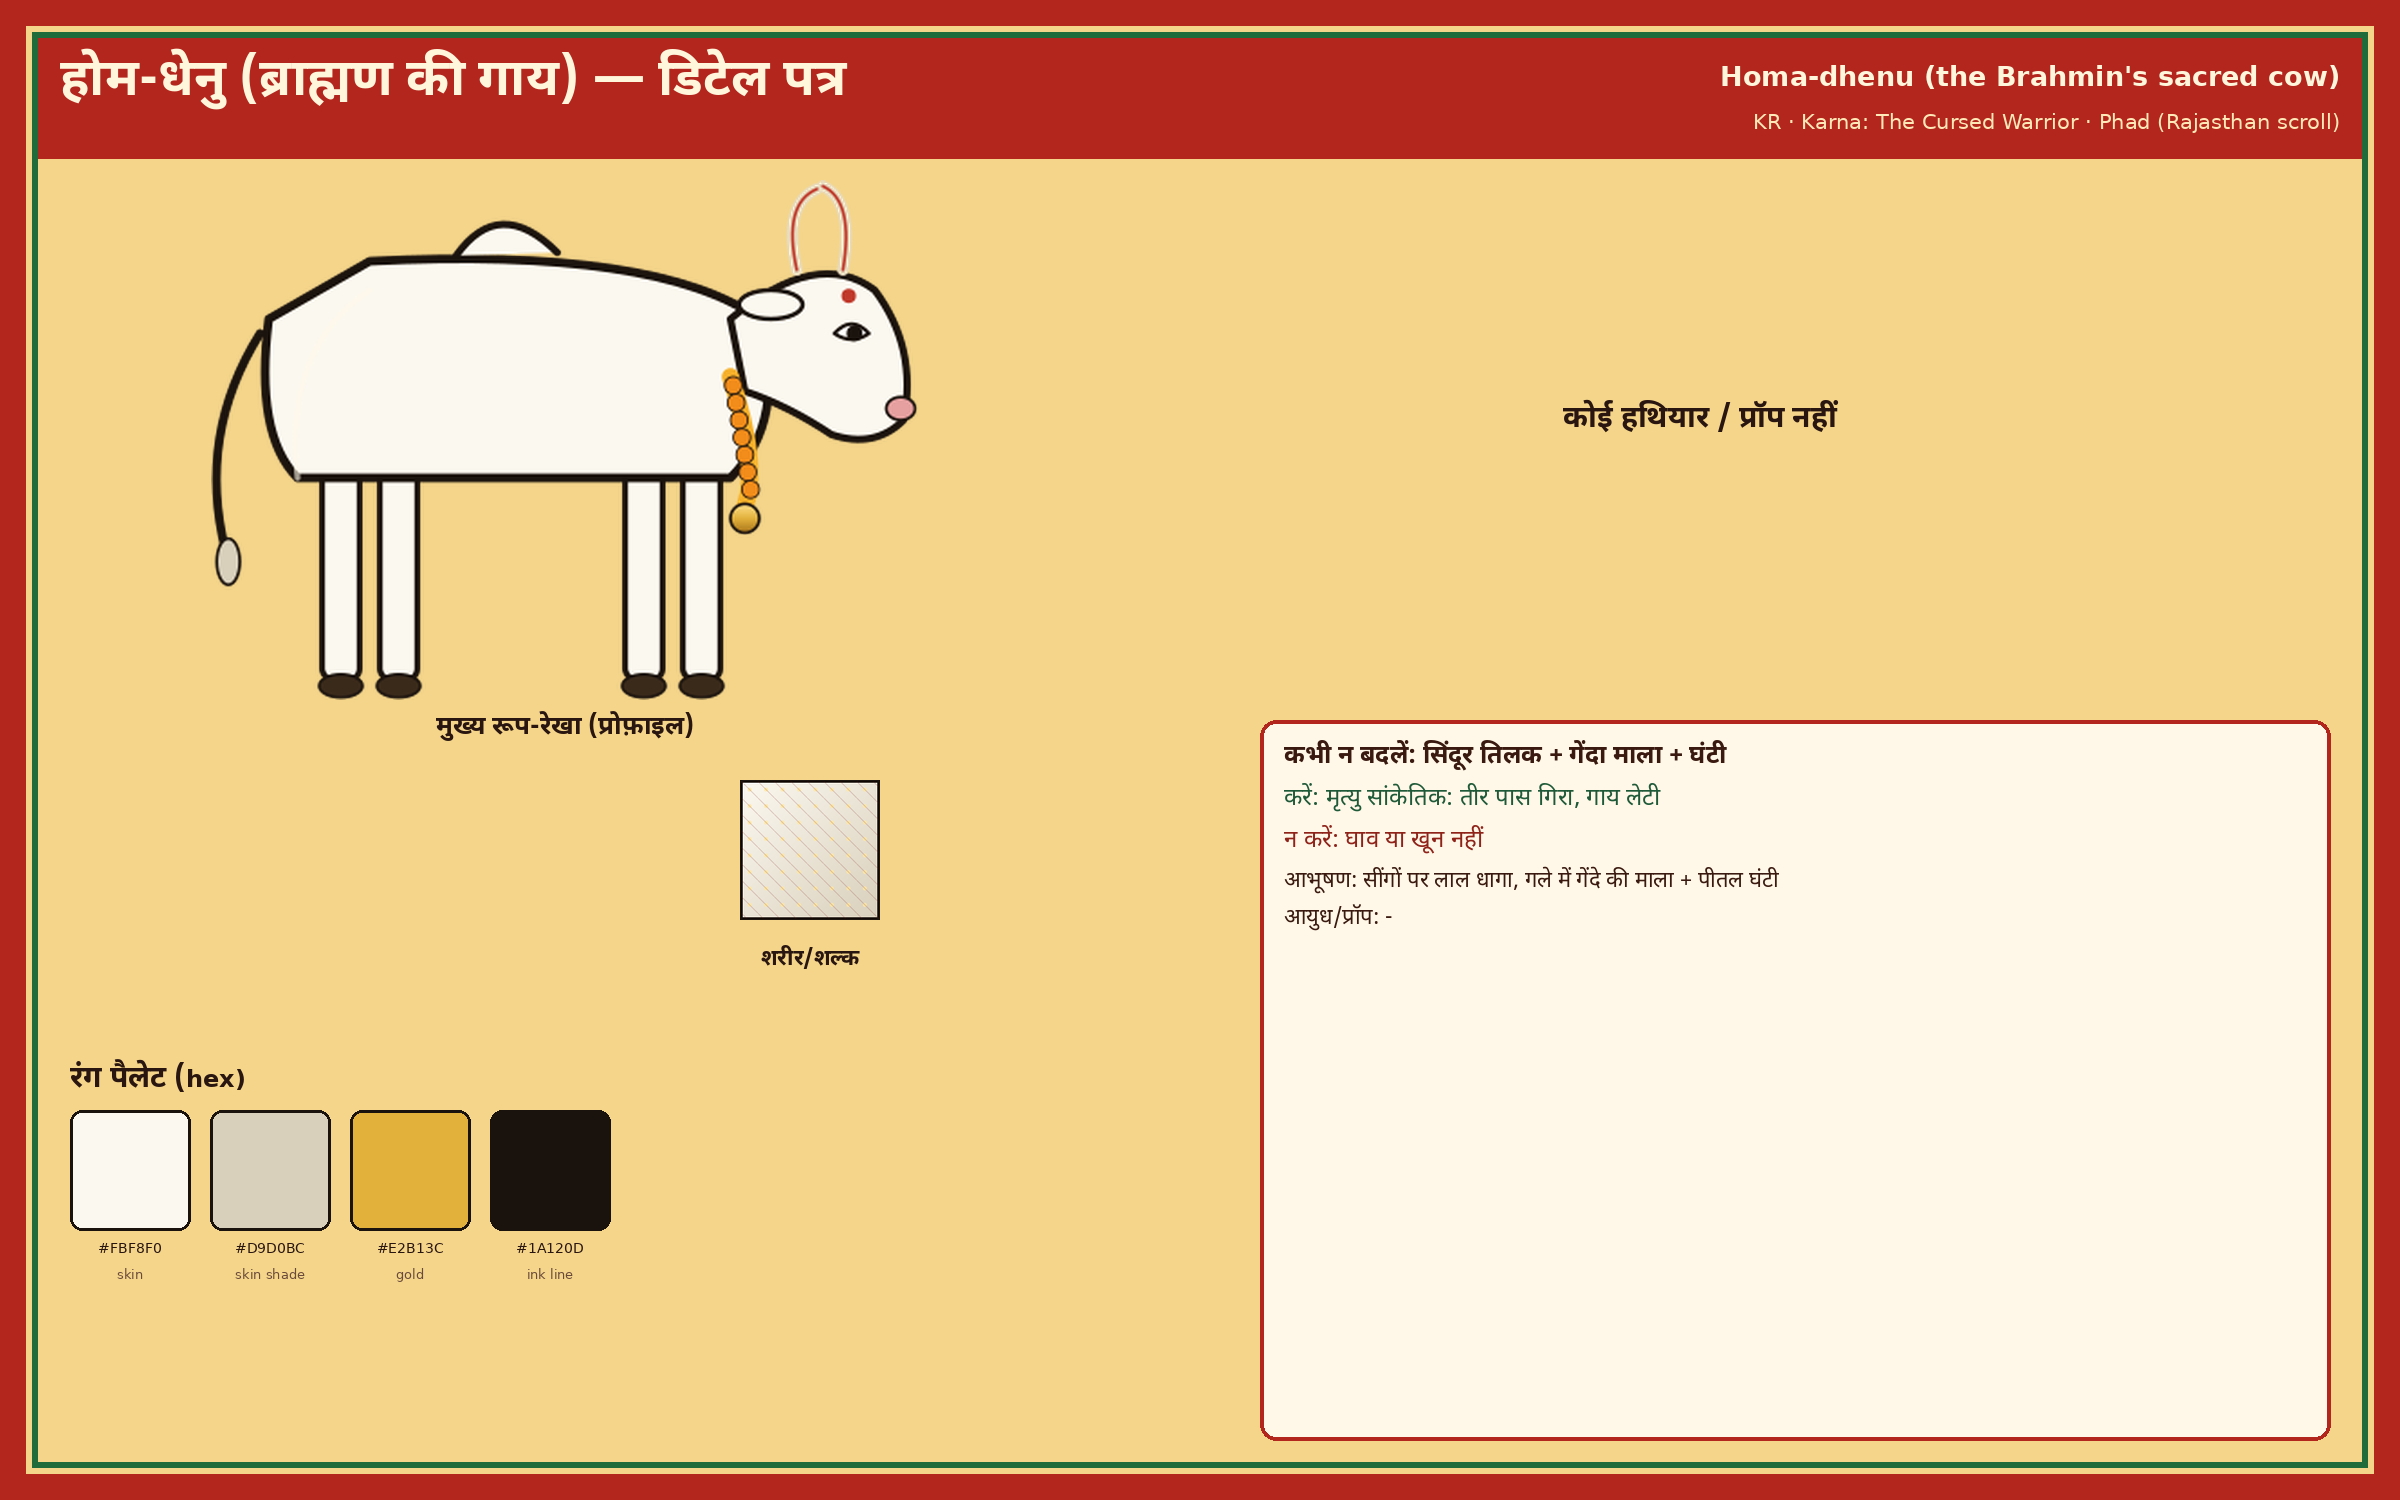 होम-धेनु (ब्राह्मण की गाय) — डिटेल पत्र
Homa-dhenu (the Brahmin's sacred cow)
KR · Karna: The Cursed Warrior · Phad (Rajasthan scroll)
कोई हथियार / प्रॉप नहीं
मुख्य रूप-रेखा (प्रोफ़ाइल)
कभी न बदलें: सिंदूर तिलक + गेंदा माला + घंटी
करें: मृत्यु सांकेतिक: तीर पास गिरा, गाय लेटी
न करें: घाव या खून नहीं
आभूषण: सींगों पर लाल धागा, गले में गेंदे की माला + पीतल घंटी
आयुध/प्रॉप: -
शरीर/शल्क
रंग पैलेट (hex)
#FBF8F0 #D9D0BC #E2B13C #1A120D
skin skin shade gold ink line